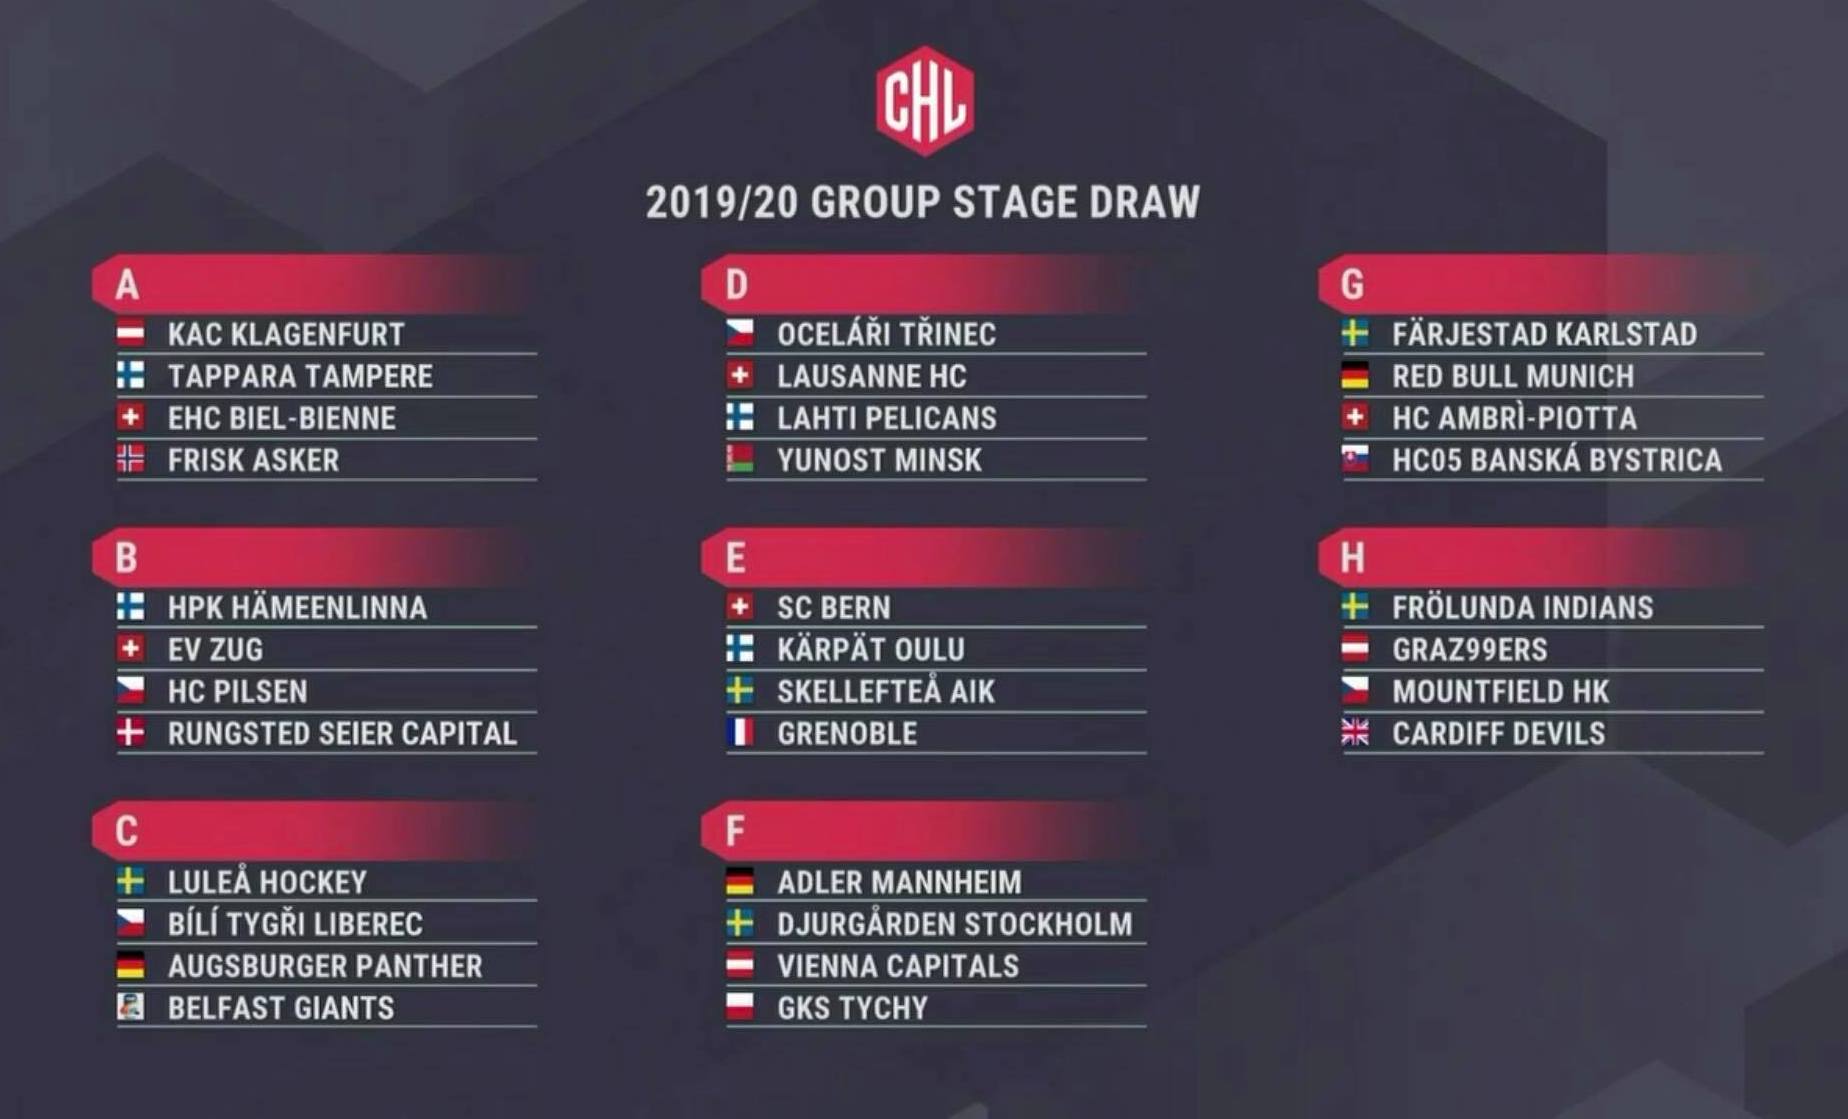 CHL
2019/20 GROUP STAGE DRAW
A
KAC KLAGENFURT
TAPPARA TAMPERE
EHC BIEL-BIENNE
FRISK ASKER
B
HPK HÄMEENLINNA
EV ZUG
HC PILSEN
RUNGSTED SEIER CAPITAL
C
LULEÅ HOCKEY
BÍLÍ TYGŘI LIBEREC
AUGSBURGER PANTHER
BELFAST GIANTS
D
OCELÁŘI TŘINEC
LAUSANNE HC
LAHTI PELICANS
YUNOST MINSK
E
SC BERN
KÄRPÄT OULU
SKELLEFTEÅ AIK
GRENOBLE
F
ADLER MANNHEIM
DJURGÅRDEN STOCKHOLM
VIENNA CAPITALS
GKS TYCHY
G
FÄRJESTAD KARLSTAD
RED BULL MUNICH
HC AMBRÌ-PIOTTA
HC05 BANSKÁ BYSTRICA
H
FRÖLUNDA INDIANS
GRAZ99ERS
MOUNTFIELD HK
CARDIFF DEVILS